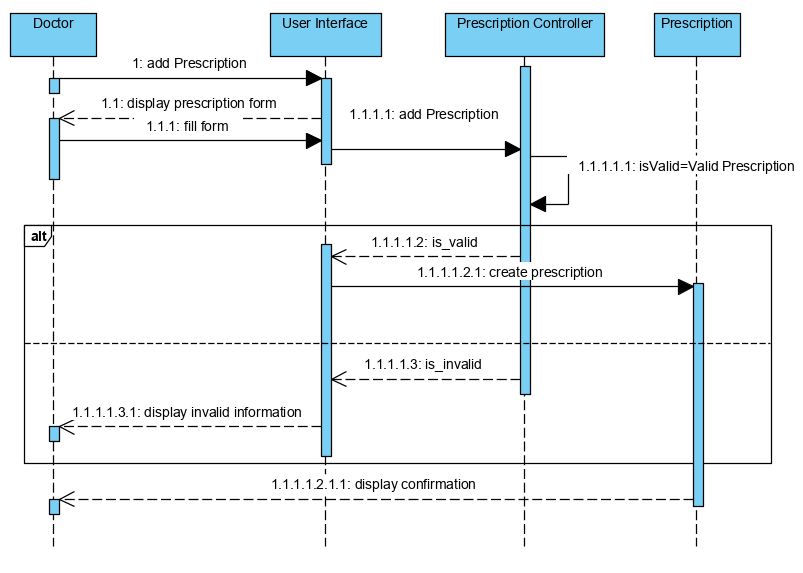 Doctor
User Interface
Prescription Controller
Prescription
1: add Prescription
1.1: display prescription form
1.1.1: fill form
1.1.1.1: add Prescription
1.1.1.1.1: isValid=Valid Prescription
alt
1.1.1.1.2: is_valid
1.1.1.1.2.1: create prescription
1.1.1.1.3: is_invalid
1.1.1.1.3.1: display invalid information
1.1.1.1.2.1.1: display confirmation